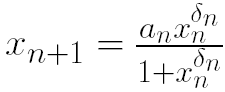 $x_{n+1} = \frac{a_n x_n^{\delta_n}}{1 + x_n^{\delta_n}}$